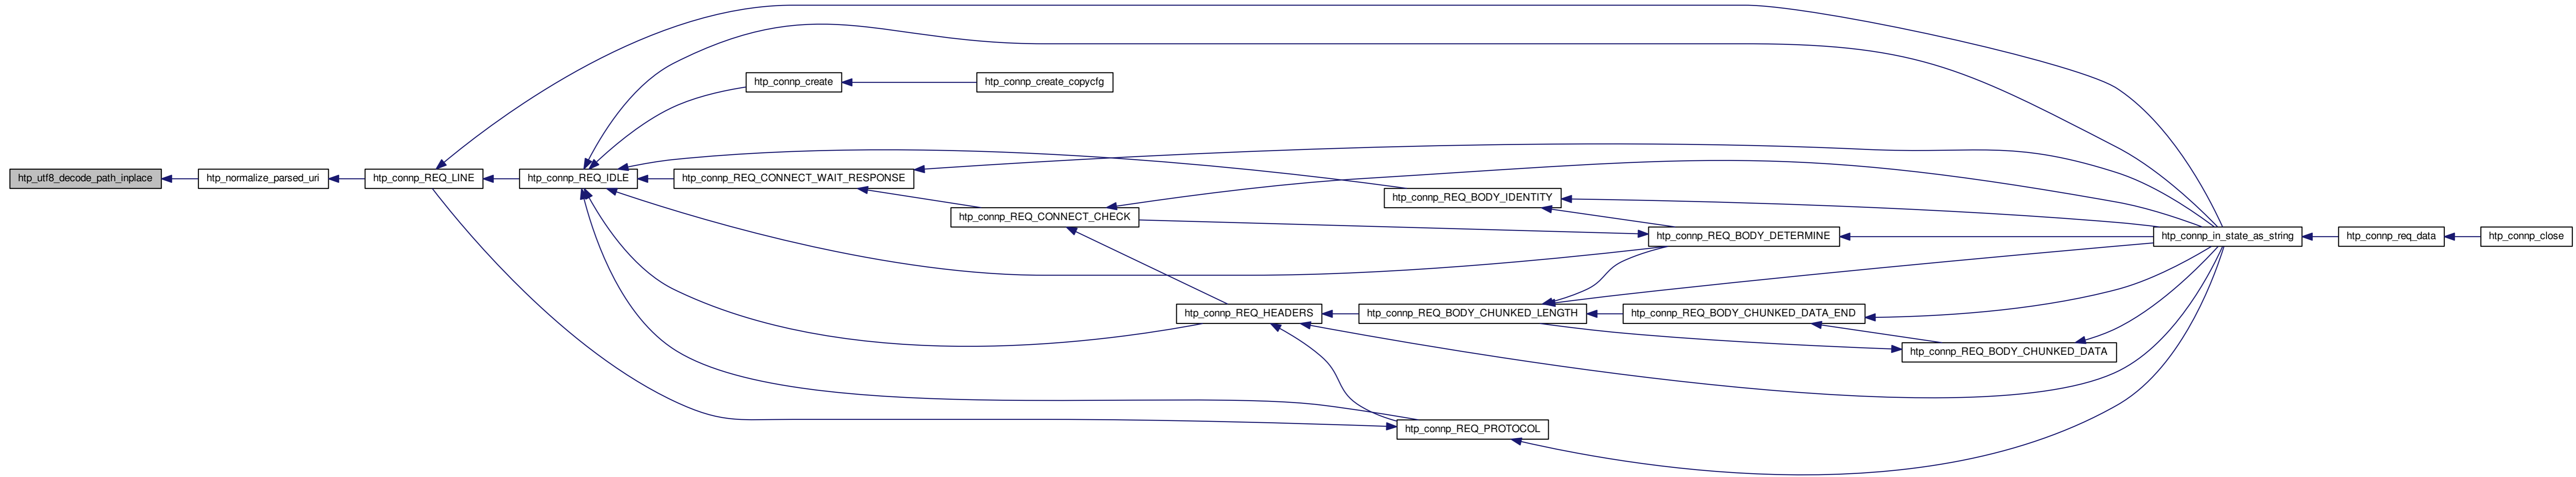 htp_utf8_decode_path_inplace
htp_normalize_parsed_uri
htp_connp_REQ_LINE
htp_connp_REQ_IDLE
htp_connp_create
htp_connp_create_copycfg
htp_connp_REQ_CONNECT_WAIT_RESPONSE
htp_connp_REQ_CONNECT_CHECK
htp_connp_REQ_BODY_IDENTITY
htp_connp_REQ_BODY_DETERMINE
htp_connp_in_state_as_string
htp_connp_req_data
htp_connp_close
htp_connp_REQ_HEADERS
htp_connp_REQ_BODY_CHUNKED_LENGTH
htp_connp_REQ_BODY_CHUNKED_DATA_END
htp_connp_REQ_BODY_CHUNKED_DATA
htp_connp_REQ_PROTOCOL